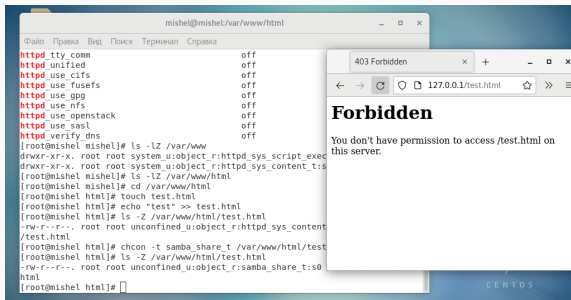 mishel@mishel:/var/www/html
Файл Правка Вид Поиск Терминал Справка
httpd_tty_comm off
httpd_unified off
httpd_use_cifs off
httpd_use_fusefs off
httpd_use_gpg off
httpd_use_nfs off
httpd_use_openstack off
httpd_use_sasl off
httpd_verify_dns off
[root@mishel mishel]# ls -lZ /var/www
drwxr-xr-x. root root system_u:object_r:httpd_sys_script_exec
drwxr-xr-x. root root system_u:object_r:httpd_sys_content_t:s
[root@mishel mishel]# ls -lZ /var/www/html
[root@mishel mishel]# cd /var/www/html
[root@mishel html]# touch test.html
[root@mishel html]# echo "test" >> test.html
[root@mishel html]# ls -Z /var/www/html/test.html
-rw-r--r--. root root unconfined_u:object_r:httpd_sys_content
/test.html
[root@mishel html]# chcon -t samba_share_t /var/www/html/test
[root@mishel html]# ls -Z /var/www/html/test.html
-rw-r--r--. root root unconfined_u:object_r:samba_share_t:s0
html
[root@mishel html]#
403 Forbidden
127.0.0.1/test.html
Forbidden
You don't have permission to access /test.html on
this server.
7
CENTOS